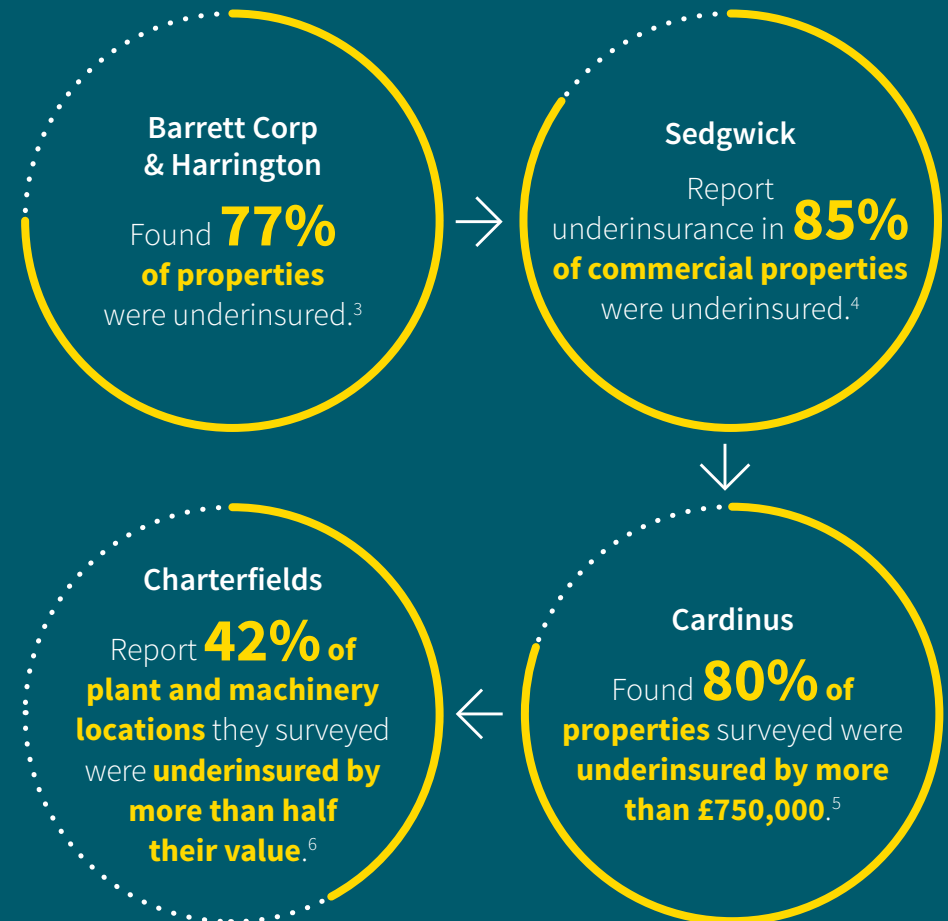 Barrett Corp
& Harrington
Found 77%
of properties
were underinsured.3
Sedgwick
Report
underinsurance in 85%
of commercial properties
were underinsured.4
Cardinus
Found 80% of
properties surveyed were
underinsured by more
than £750,000.5
Charterfields
Report 42% of
plant and machinery
locations they surveyed
were underinsured by
more than half
their value.6